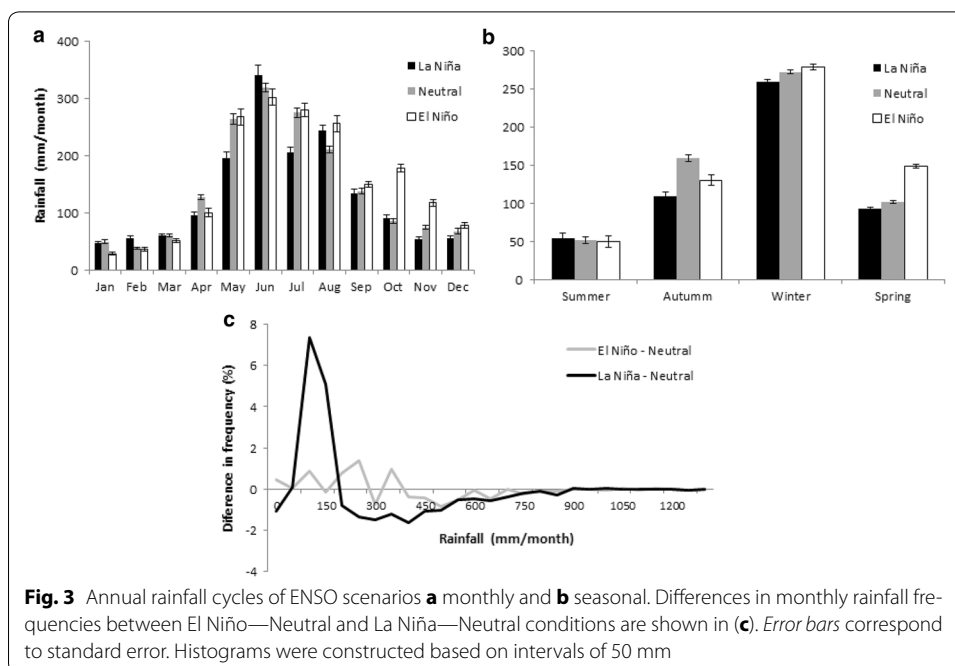 a
400
300
200
100
0
Rainfall (mm/month)
La Niña
Neutral
El Niño
Jan Feb Mar Apr May Jun Jul Aug Sep Oct Nov Dec
b
300
250
200
150
100
50
0
La Niña
Neutral
El Niño
Summer Autumm Winter Spring
c
8
6
4
2
0
-2
-4
Diference in frequency (%)
El Niño - Neutral
La Niña - Neutral
0 150 300 450 600 750 900 1050 1200
Rainfall (mm/month)
Fig. 3 Annual rainfall cycles of ENSO scenarios a monthly and b seasonal. Differences in monthly rainfall fre-
quencies between El Niño—Neutral and La Niña—Neutral conditions are shown in (c). Error bars correspond
to standard error. Histograms were constructed based on intervals of 50 mm